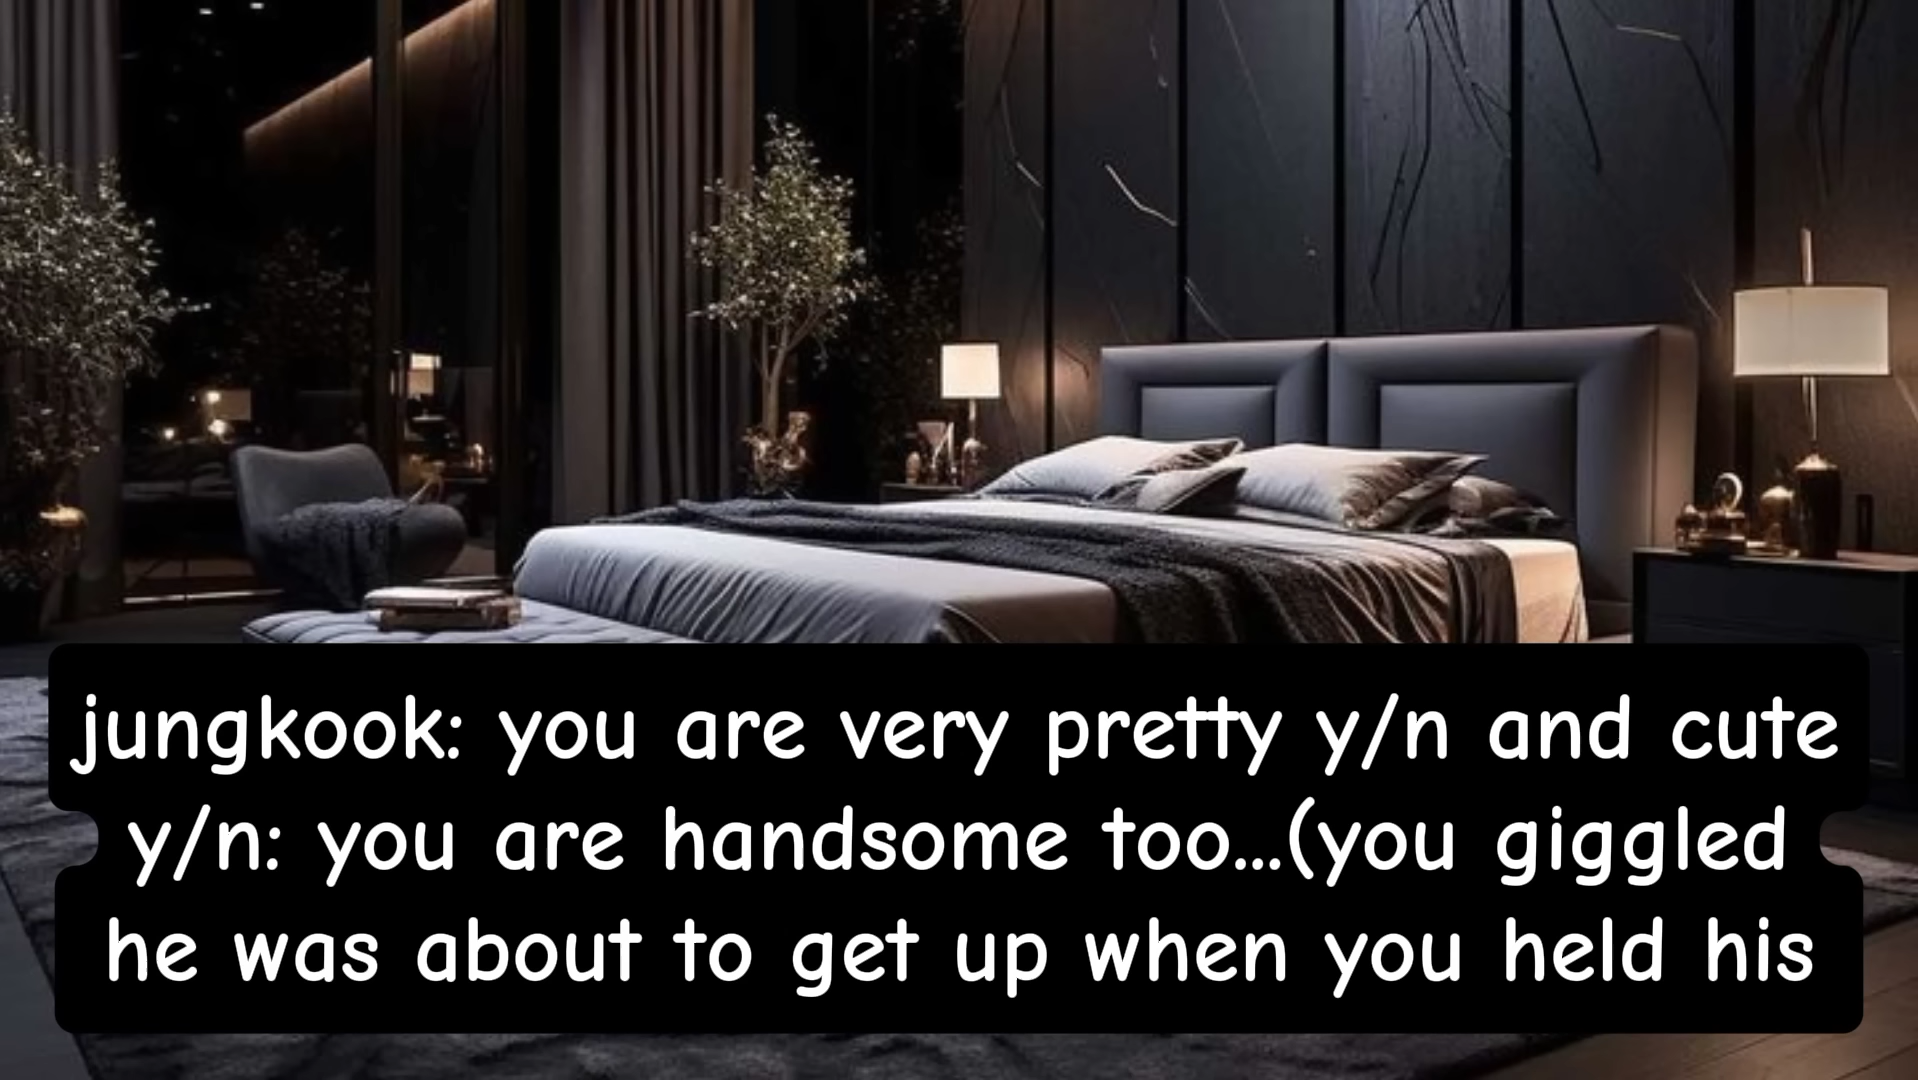 jungkook: you are very pretty y/n and cute
y/n: you are handsome too...(you giggled
he was about to get up when you held his